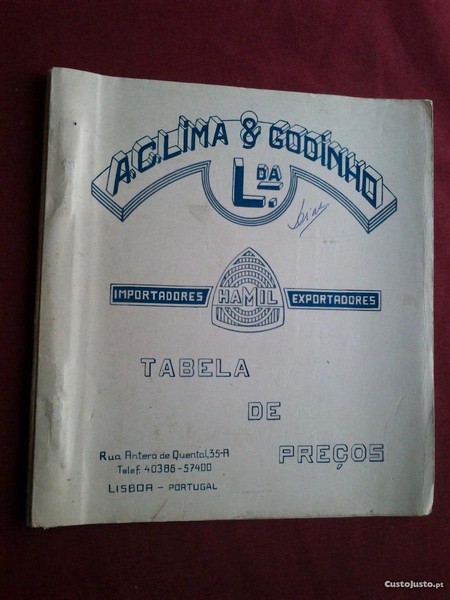 A.C.LIMA & GODINHO
L.DA
IMPORTADORES HAMIL EXPORTADORES
TABELA
DE
PREÇOS
Rua Antero de Quental,35-A
Telef. 40386-57400
LISBOA - PORTUGAL
CustoJusto.pt